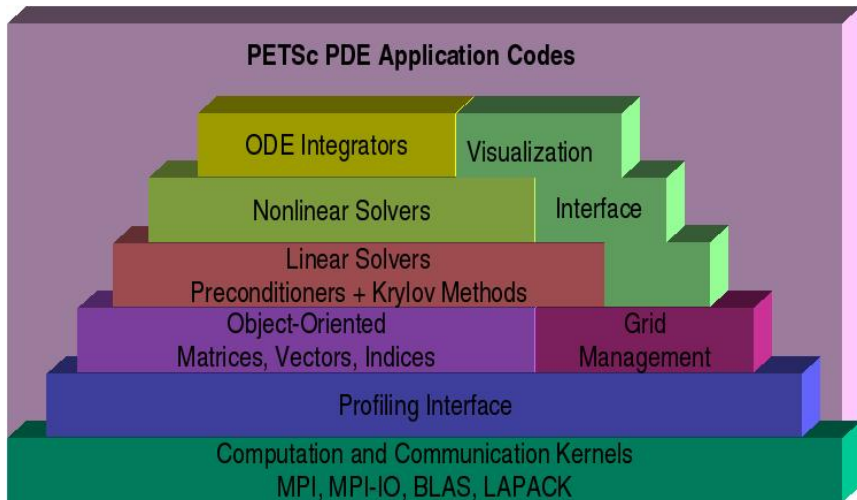 PETSc PDE Application Codes
ODE Integrators
Visualization
Nonlinear Solvers
Interface
Linear Solvers
Preconditioners + Krylov Methods
Object-Oriented
Matrices, Vectors, Indices
Grid
Management
Profiling Interface
Computation and Communication Kernels
MPI, MPI-IO, BLAS, LAPACK